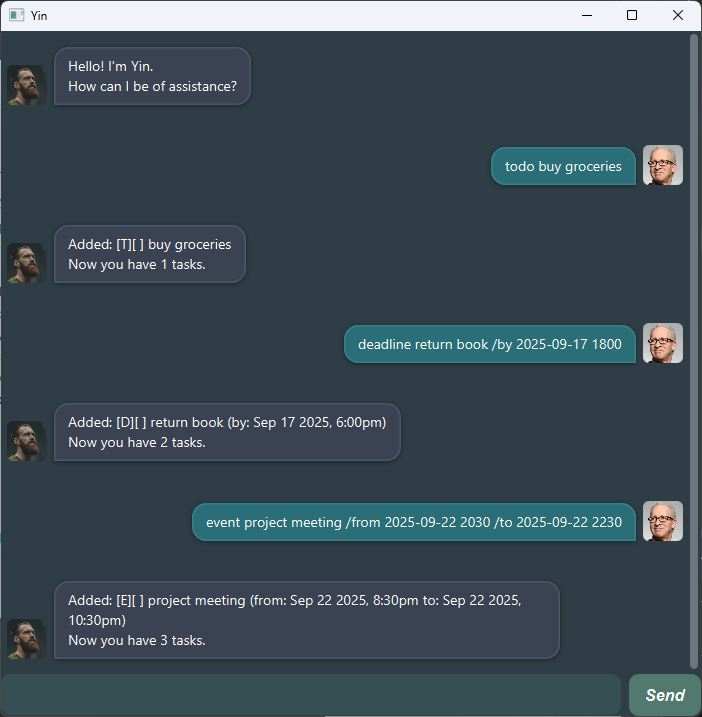 Yin
Hello! I'm Yin.
How can I be of assistance?
todo buy groceries
Added: [T][ ] buy groceries
Now you have 1 tasks.
deadline return book /by 2025-09-17 1800
Added: [D][ ] return book (by: Sep 17 2025, 6:00pm)
Now you have 2 tasks.
event project meeting /from 2025-09-22 2030 /to 2025-09-22 2230
Added: [E][ ] project meeting (from: Sep 22 2025, 8:30pm to: Sep 22 2025,
10:30pm)
Now you have 3 tasks.
Send